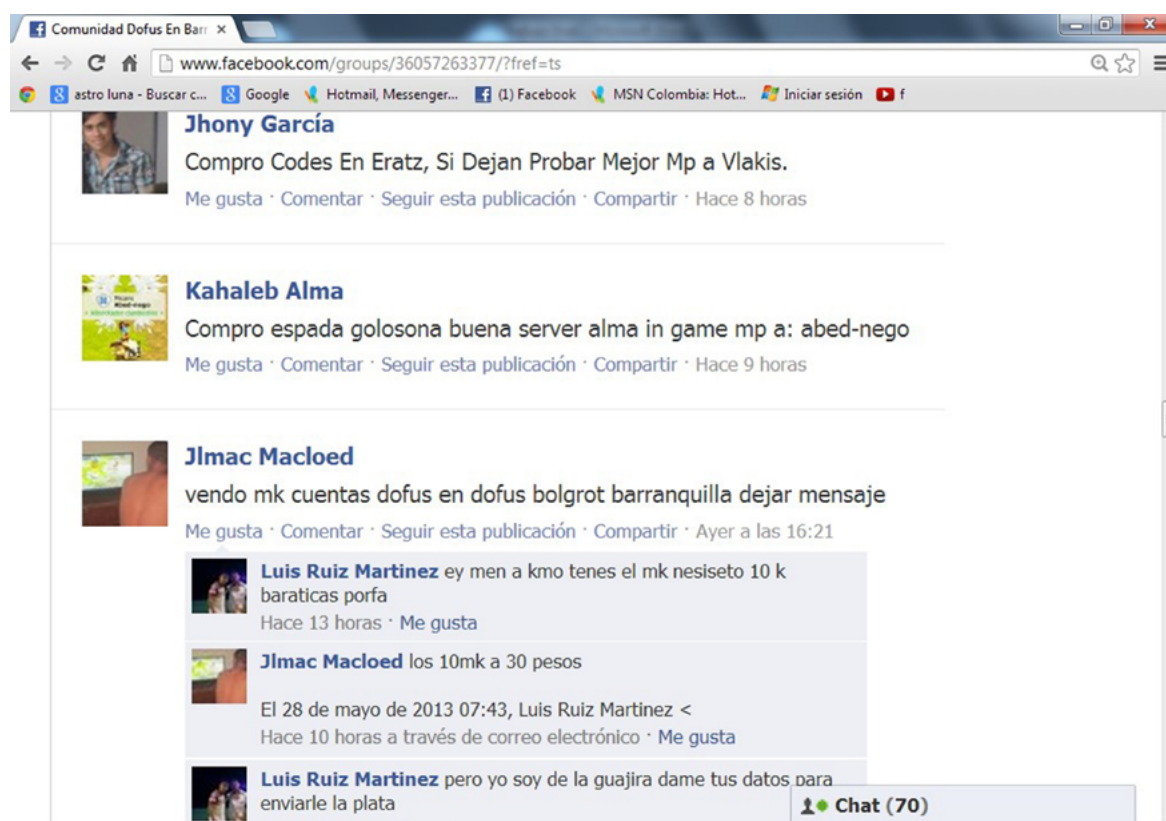 Comunidad Dofus En Barr
www.facebook.com/groups/36057263377/?fref=ts
astro luna - Buscar c... Google Hotmail, Messenger... (1) Facebook MSN Colombia: Hot... Iniciar sesión f
Jhony García
Compro Codes En Eratz, Si Dejan Probar Mejor Mp a Vlakis.
Me gusta · Comentar · Seguir esta publicación · Compartir · Hace 8 horas
Kahaleb Alma
Compro espada golosona buena server alma in game mp a: abed-nego
Me gusta · Comentar · Seguir esta publicación · Compartir · Hace 9 horas
Jlmac Macloed
vendo mk cuentas dofus en dofus bolgrot barranquilla dejar mensaje
Me gusta · Comentar · Seguir esta publicación · Compartir · Ayer a las 16:21
Luis Ruiz Martinez ey men a kmo tenes el mk nesiseto 10 k
baraticas porfa
Hace 13 horas · Me gusta
Jlmac Macloed los 10mk a 30 pesos
El 28 de mayo de 2013 07:43, Luis Ruiz Martinez <
Hace 10 horas a través de correo electrónico · Me gusta
Luis Ruiz Martinez pero yo soy de la guajira dame tus datos para
enviarle la plata
Chat (70)